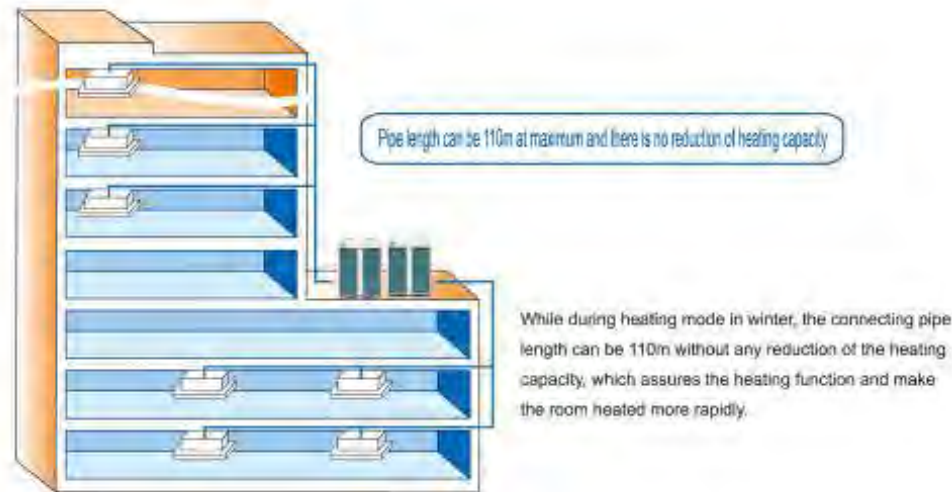 Pipe length can be 110m at maximum and there is no reduction of heating capacity
While during heating mode in winter, the connecting pipe
length can be 110m without any reduction of the heating
capacity, which assures the heating function and make
the room heated more rapidly.